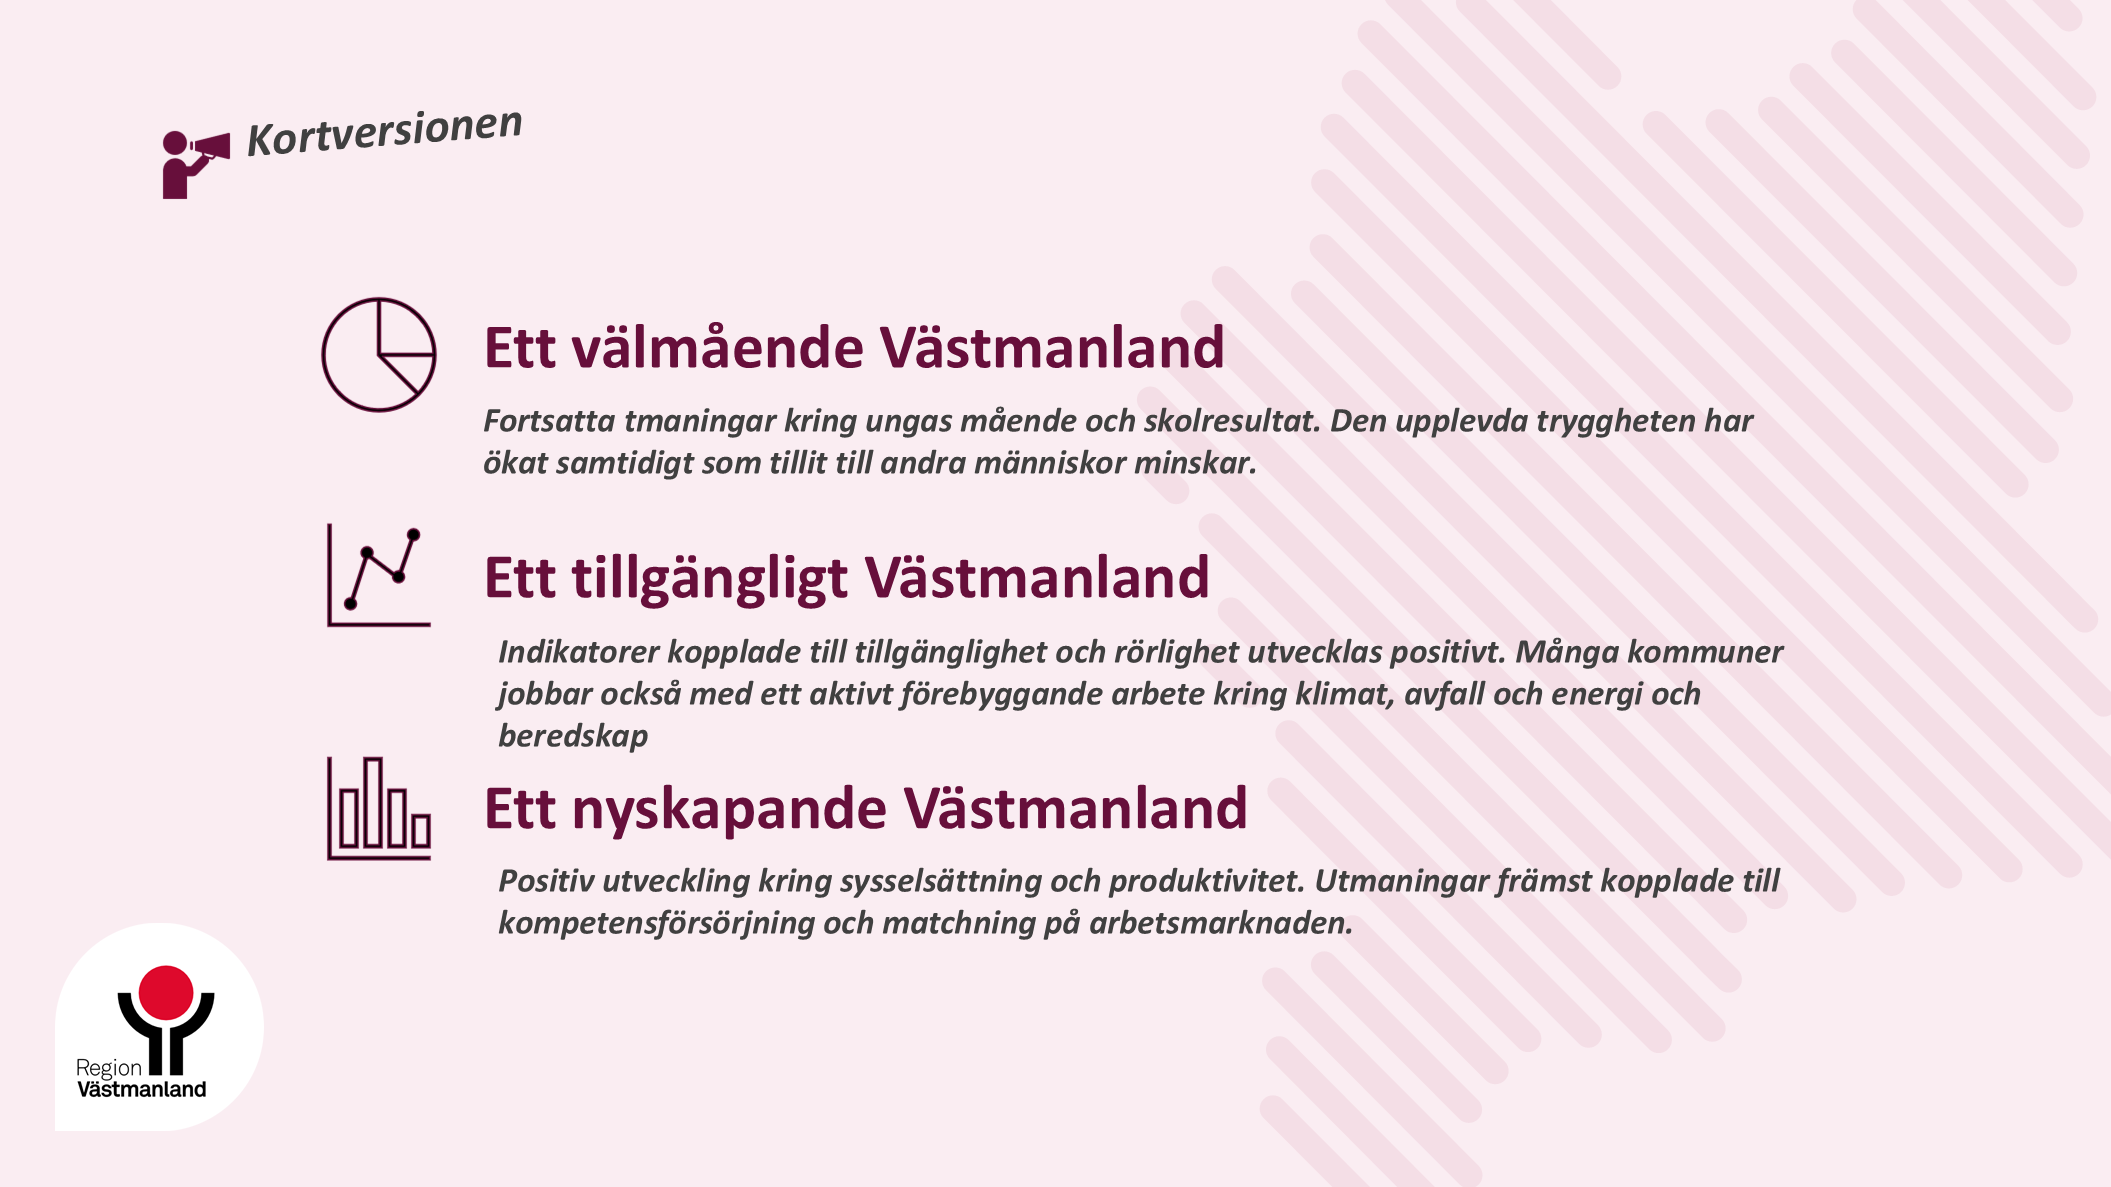 Kortversionen
Ett välmående Västmanland
Fortsatta tmaningar kring ungas mående och skolresultat. Den upplevda tryggheten har
ökat samtidigt som tillit till andra människor minskar.
Ett tillgängligt Västmanland
Indikatorer kopplade till tillgänglighet och rörlighet utvecklas positivt. Många kommuner
jobbar också med ett aktivt förebyggande arbete kring klimat, avfall och energi och
beredskap
Ett nyskapande Västmanland
Positiv utveckling kring sysselsättning och produktivitet. Utmaningar främst kopplade till
kompetensförsörjning och matchning på arbetsmarknaden.
Region
Västmanland